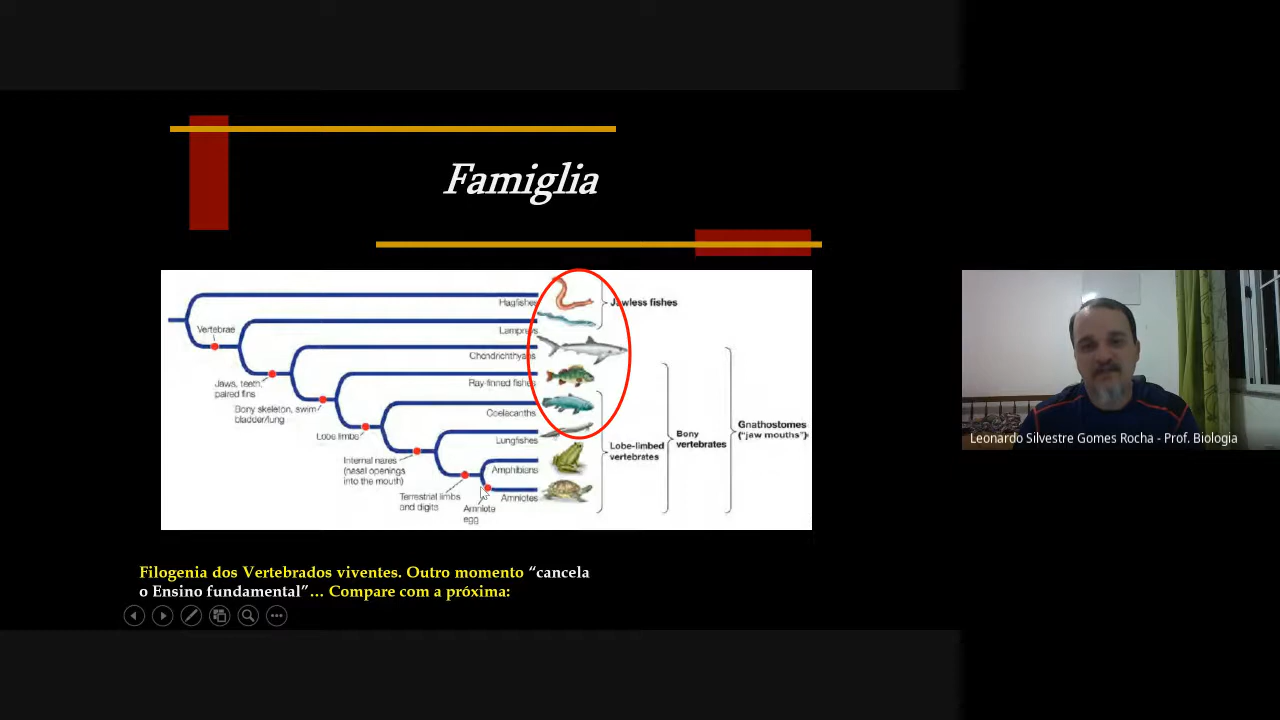 Famiglia
Hagfishes
Jawless fishes
Vertebrae
Lampreys
Chondrichthyans
Jaws, teeth,
paired fins
Ray-finned fishes
Bony skeleton, swim
bladder/lung
Coelacanths
Lobe limbs
Lungfishes
Lobe-limbed
vertebrates
Bony
vertebrates
Gnathostomes
("jaw mouths")
Internal nares
(nasal openings
into the mouth)
Amphibians
Terrestrial limbs
and digits
Amniotes
Amniote
egg
Leonardo Silvestre Gomes Rocha - Prof. Biologia
Filogenia dos Vertebrados viventes. Outro momento “cancela
o Ensino fundamental”... Compare com a próxima: